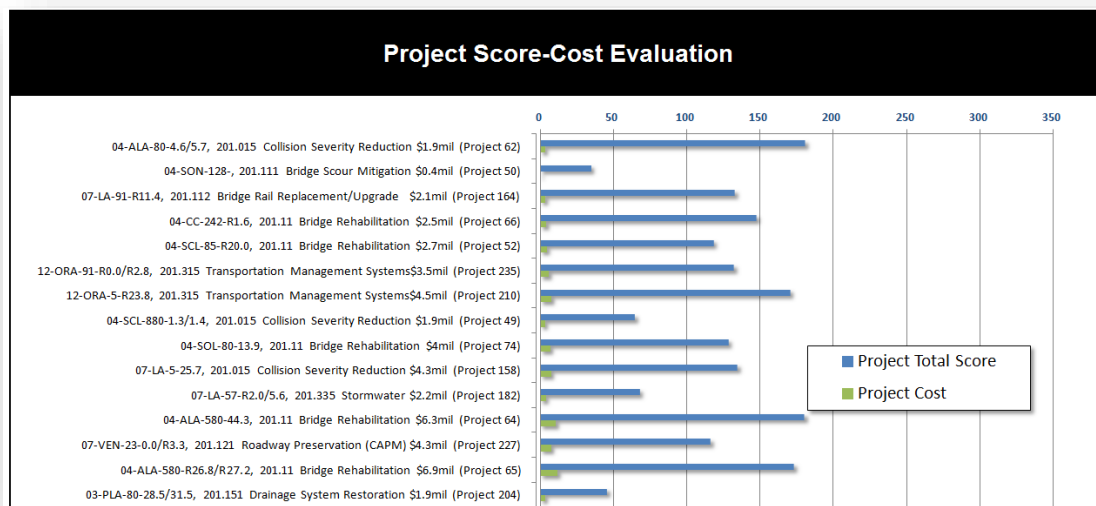 Project Score-Cost Evaluation
0 50 100 150 200 250 300 350
04-ALA-80-4.6/5.7, 201.015 Collision Severity Reduction $1.9mil (Project 62)
04-SON-128-, 201.111 Bridge Scour Mitigation $0.4mil (Project 50)
07-LA-91-R11.4, 201.112 Bridge Rail Replacement/Upgrade $2.1mil (Project 164)
04-CC-242-R1.6, 201.11 Bridge Rehabilitation $2.5mil (Project 66)
04-SCL-85-R20.0, 201.11 Bridge Rehabilitation $2.7mil (Project 52)
12-ORA-91-R0.0/R2.8, 201.315 Transportation Management Systems$3.5mil (Project 235)
12-ORA-5-R23.8, 201.315 Transportation Management Systems$4.5mil (Project 210)
04-SCL-880-1.3/1.4, 201.015 Collision Severity Reduction $1.9mil (Project 49)
04-SOL-80-13.9, 201.11 Bridge Rehabilitation $4mil (Project 74)
07-LA-5-25.7, 201.015 Collision Severity Reduction $4.3mil (Project 158)
07-LA-57-R2.0/5.6, 201.335 Stormwater $2.2mil (Project 182)
04-ALA-580-44.3, 201.11 Bridge Rehabilitation $6.3mil (Project 64)
07-VEN-23-0.0/R3.3, 201.121 Roadway Preservation (CAPM) $4.3mil (Project 227)
04-ALA-580-R26.8/R27.2, 201.11 Bridge Rehabilitation $6.9mil (Project 65)
03-PLA-80-28.5/31.5, 201.151 Drainage System Restoration $1.9mil (Project 204)
Project Total Score
Project Cost